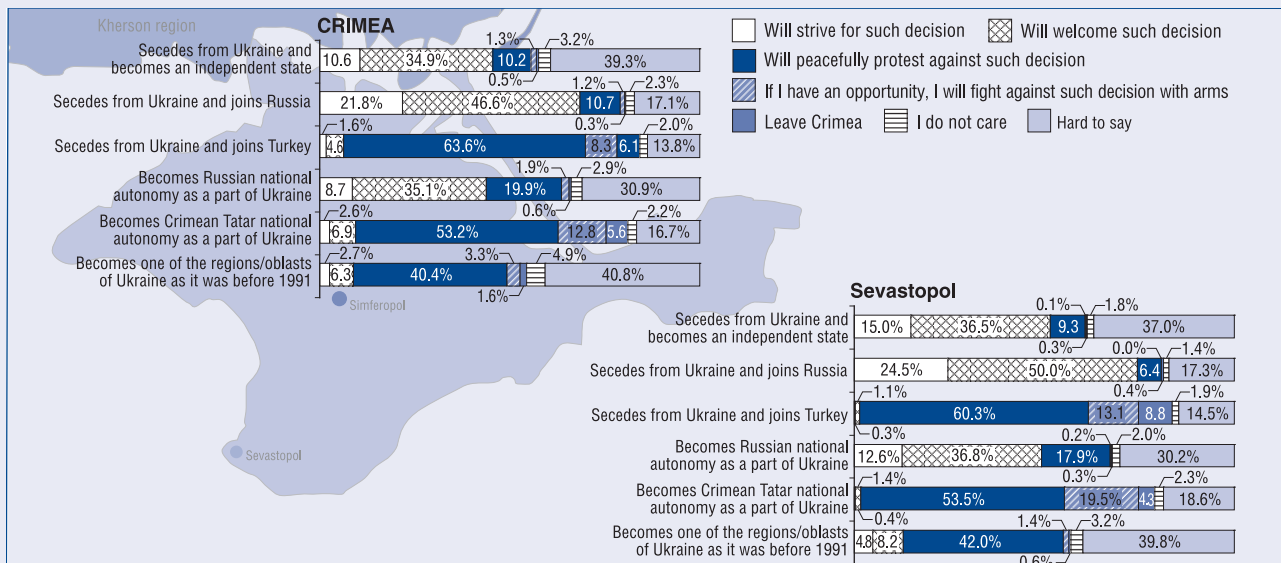 Kherson region
CRIMEA
Will strive for such decision
Will welcome such decision
Will peacefully protest against such decision
If I have an opportunity, I will fight against such decision with arms
Leave Crimea
I do not care
Hard to say
Secedes from Ukraine and
becomes an independent state
1.3%
3.2%
10.6
34.9%
10.2
39.3%
0.5%
Secedes from Ukraine and joins Russia
1.2%
2.3%
21.8%
46.6%
10.7
17.1%
0.3%
Secedes from Ukraine and joins Turkey
1.6%
2.0%
4.6
63.6%
8.3
6.1
13.8%
Becomes Russian national
autonomy as a part of Ukraine
1.9%
2.9%
8.7
35.1%
19.9%
30.9%
0.6%
Becomes Crimean Tatar national
autonomy as a part of Ukraine
2.6%
2.2%
6.9
53.2%
12.8
5.6
16.7%
Becomes one of the regions/oblasts
of Ukraine as it was before 1991
2.7%
3.3%
4.9%
6.3
40.4%
40.8%
1.6%
Simferopol
Sevastopol
Sevastopol
Secedes from Ukraine and
becomes an independent state
0.1%
1.8%
15.0%
36.5%
9.3
37.0%
0.3%
Secedes from Ukraine and joins Russia
0.0%
1.4%
24.5%
50.0%
6.4
17.3%
0.4%
Secedes from Ukraine and joins Turkey
1.1%
1.9%
60.3%
13.1
8.8
14.5%
0.3%
Becomes Russian national
autonomy as a part of Ukraine
0.2%
2.0%
12.6%
36.8%
17.9%
30.2%
0.3%
Becomes Crimean Tatar national
autonomy as a part of Ukraine
1.4%
2.3%
53.5%
19.5%
4.3
18.6%
0.4%
Becomes one of the regions/oblasts
of Ukraine as it was before 1991
1.4%
3.2%
4.8
8.2
42.0%
39.8%
0.6%